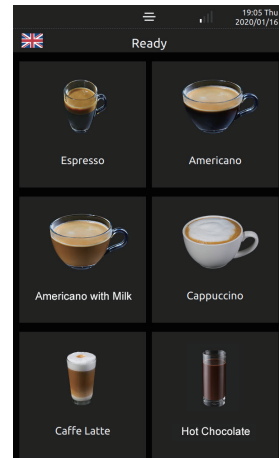 19:05 Thu
2020/01/16
Ready
Espresso
Americano
Americano with Milk
Cappuccino
Caffe Latte
Hot Chocolate